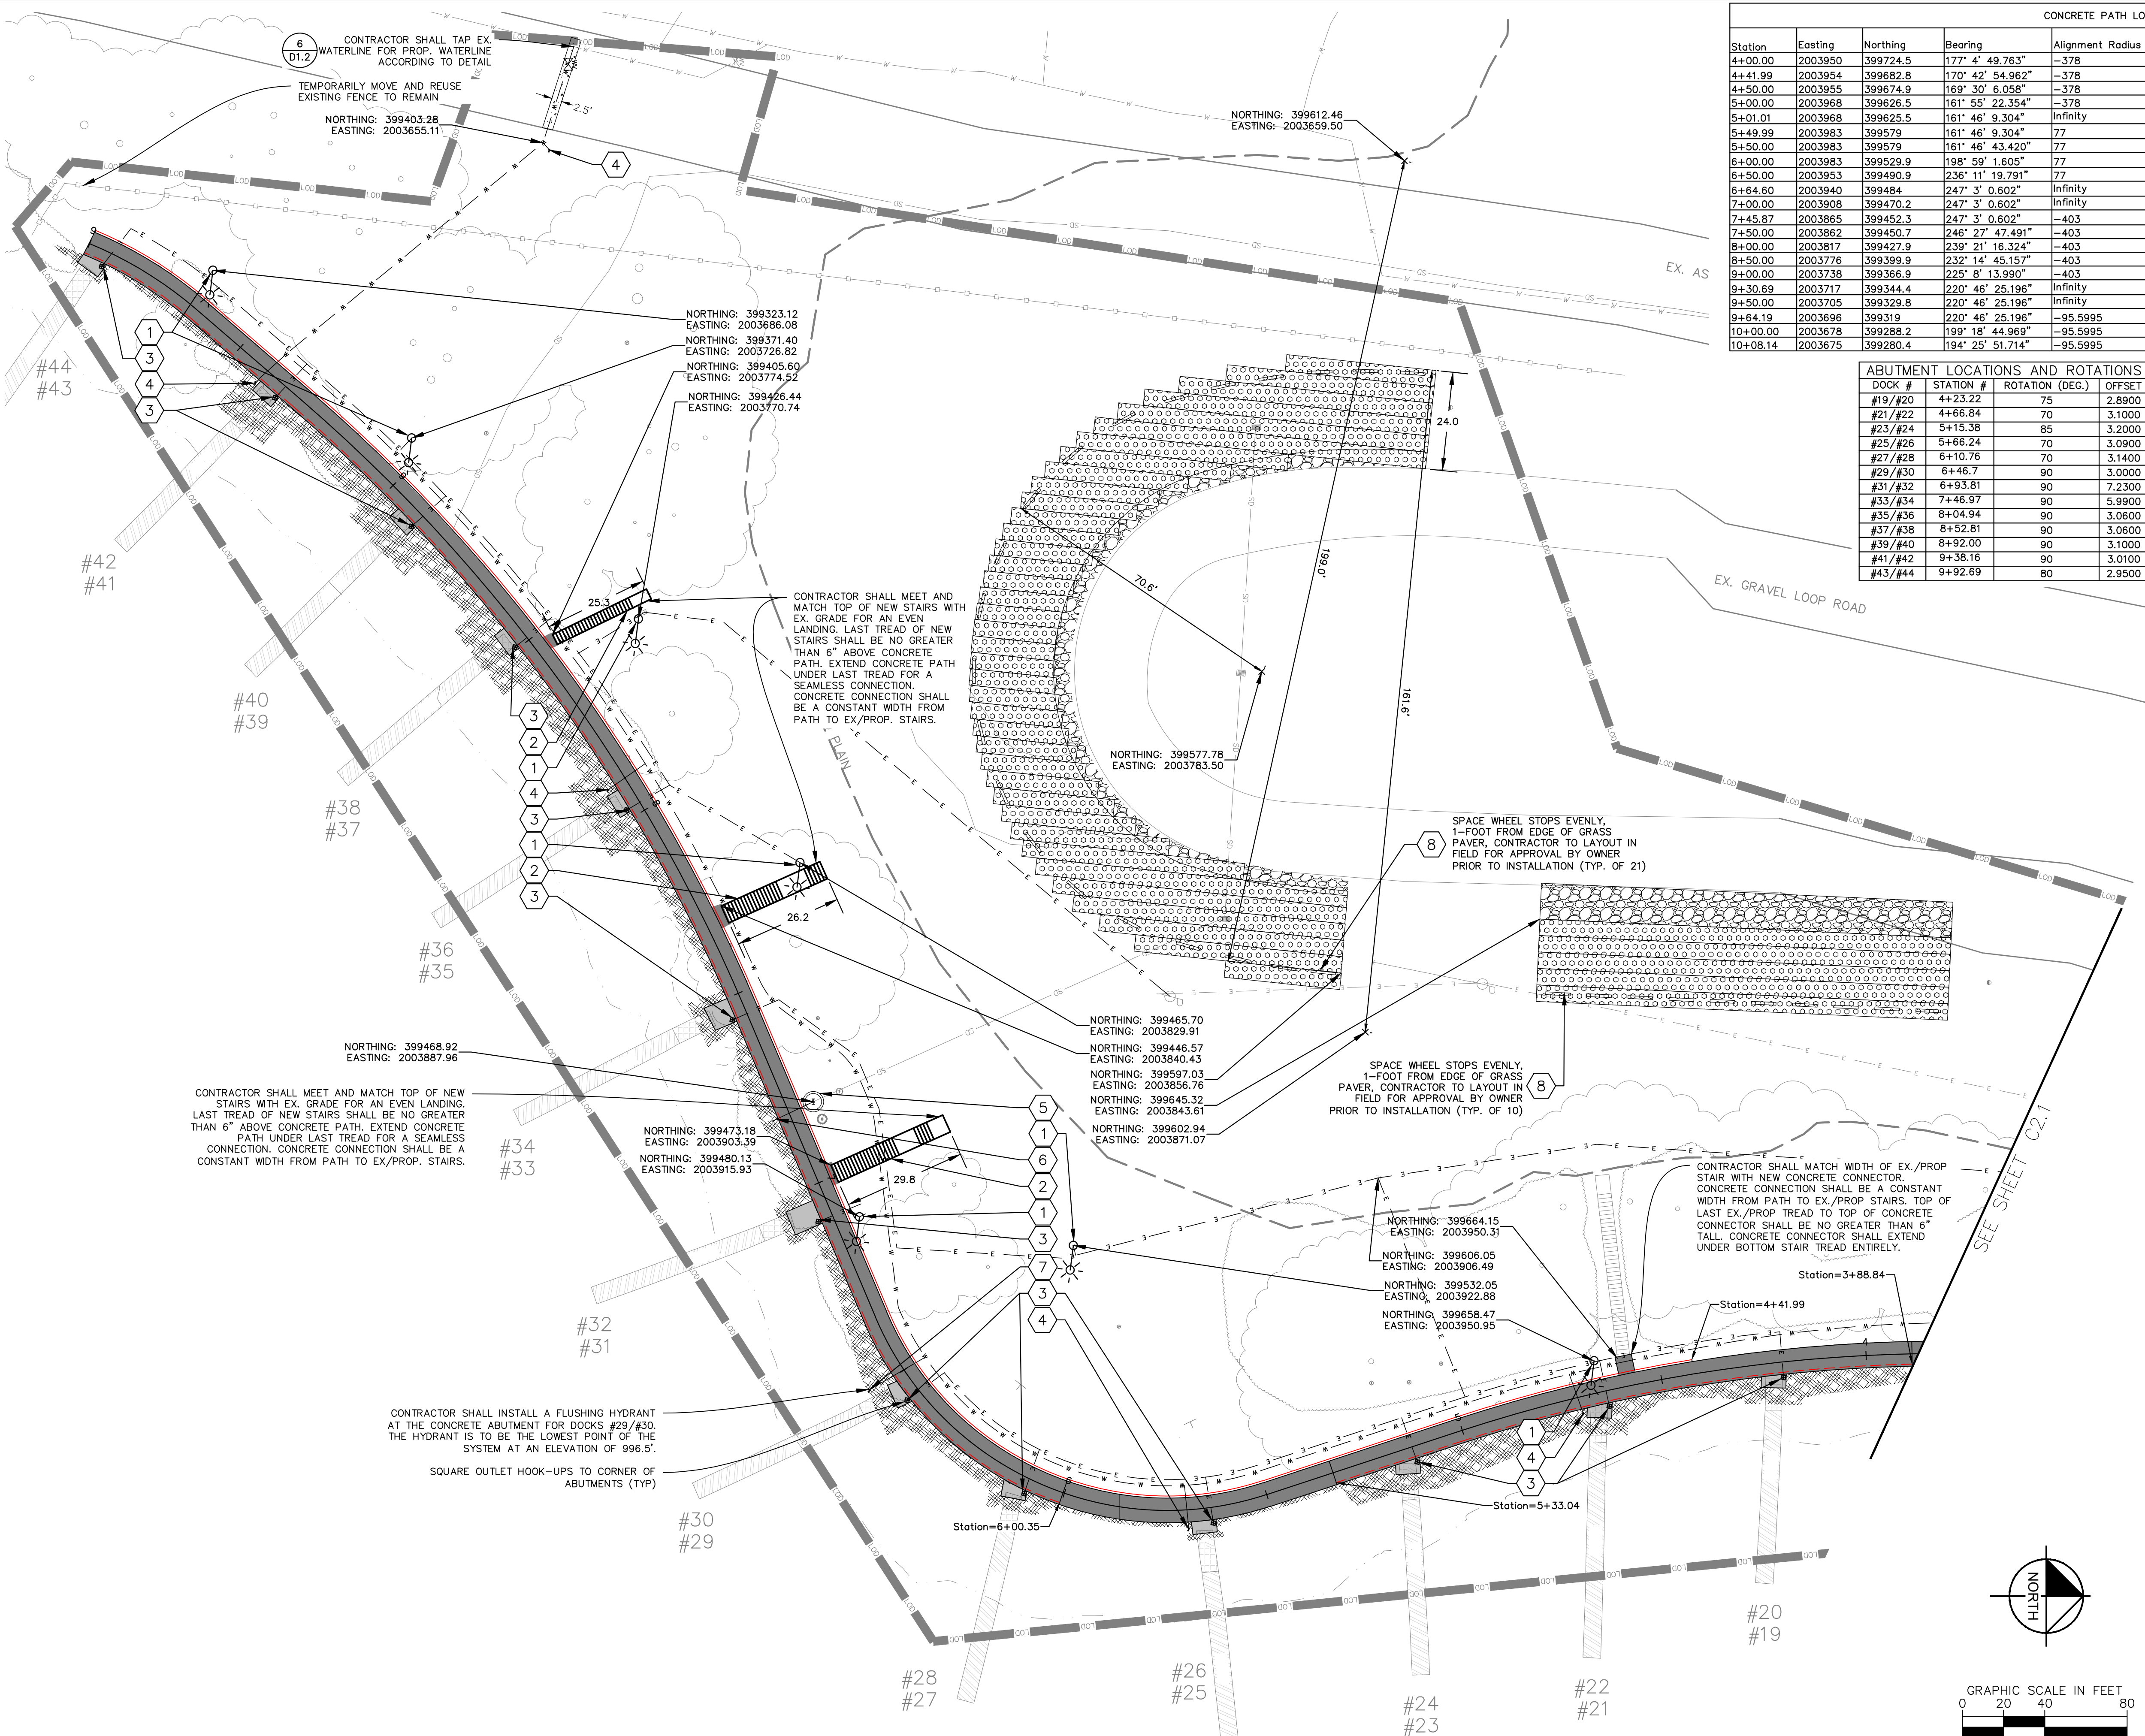 CONCRETE PATH LO
Station Easting Northing Bearing Alignment Radius
4+00.00 2003950 399724.5 177° 4' 49.763" -378
4+41.99 2003954 399682.8 170° 42' 54.962" -378
4+50.00 2003955 399674.9 169° 30' 6.058" -378
5+00.00 2003968 399626.5 161° 55' 22.354" -378
5+01.01 2003968 399625.5 161° 46' 9.304" Infinity
5+49.99 2003983 399579 161° 46' 9.304" 77
5+50.00 2003983 399579 161° 46' 43.420" 77
6+00.00 2003983 399529.9 198° 59' 1.605" 77
6+50.00 2003953 399490.9 236° 11' 19.791" 77
6+64.60 2003940 399484 247° 3' 0.602" Infinity
7+00.00 2003908 399470.2 247° 3' 0.602" Infinity
7+45.87 2003865 399452.3 247° 3' 0.602" -403
7+50.00 2003862 399450.7 246° 27' 47.491" -403
8+00.00 2003817 399427.9 239° 21' 16.324" -403
8+50.00 2003776 399399.9 232° 14' 45.157" -403
9+00.00 2003738 399366.9 225° 8' 13.990" -403
9+30.69 2003717 399344.4 220° 46' 25.196" Infinity
9+50.00 2003705 399329.8 220° 46' 25.196" Infinity
9+64.19 2003696 399319 220° 46' 25.196" -95.5995
10+00.00 2003678 399288.2 199° 18' 44.969" -95.5995
10+08.14 2003675 399280.4 194° 25' 51.714" -95.5995
ABUTMENT LOCATIONS AND ROTATIONS
DOCK # STATION # ROTATION (DEG.) OFFSET
#19/#20 4+23.22 75 2.8900
#21/#22 4+66.84 70 3.1000
#23/#24 5+15.38 85 3.2000
#25/#26 5+66.24 70 3.0900
#27/#28 6+10.76 70 3.1400
#29/#30 6+46.7 90 3.0000
#31/#32 6+93.81 90 7.2300
#33/#34 7+46.97 90 5.9900
#35/#36 8+04.94 90 3.0600
#37/#38 8+52.81 90 3.0600
#39/#40 8+92.00 90 3.1000
#41/#42 9+38.16 90 3.0100
#43/#44 9+92.69 80 2.9500
6
D1.2
CONTRACTOR SHALL TAP EX.
WATERLINE FOR PROP. WATERLINE
ACCORDING TO DETAIL
TEMPORARILY MOVE AND REUSE
EXISTING FENCE TO REMAIN
NORTHING: 399403.28
EASTING: 2003655.11
2.5'
4
NORTHING: 399612.46
EASTING: 2003659.50
EX. AS
NORTHING: 399323.12
EASTING: 2003686.08
NORTHING: 399371.40
EASTING: 2003726.82
NORTHING: 399405.60
EASTING: 2003774.52
NORTHING: 399426.44
EASTING: 2003770.74
1
3
4
3
#44
#43
#42
#41
#40
#39
#38
#37
#36
#35
#34
#33
#32
#31
#30
#29
#28
#27
#26
#25
#24
#23
#22
#21
#20
#19
25.3
24.0
199.0'
70.6'
161.6'
EX. GRAVEL LOOP ROAD
CONTRACTOR SHALL MEET AND
MATCH TOP OF NEW STAIRS WITH
EX. GRADE FOR AN EVEN
LANDING. LAST TREAD OF NEW
STAIRS SHALL BE NO GREATER
THAN 6" ABOVE CONCRETE
PATH. EXTEND CONCRETE PATH
UNDER LAST TREAD FOR A
SEAMLESS CONNECTION.
CONCRETE CONNECTION SHALL
BE A CONSTANT WIDTH FROM
PATH TO EX/PROP. STAIRS.
PLAIN
3
2
1
4
3
1
2
3
NORTHING: 399577.78
EASTING: 2003783.50
8
SPACE WHEEL STOPS EVENLY,
1-FOOT FROM EDGE OF GRASS
PAVER, CONTRACTOR TO LAYOUT IN
FIELD FOR APPROVAL BY OWNER
PRIOR TO INSTALLATION (TYP. OF 21)
26.2
NORTHING: 399465.70
EASTING: 2003829.91
NORTHING: 399446.57
EASTING: 2003840.43
NORTHING: 399597.03
EASTING: 2003856.76
NORTHING: 399645.32
EASTING: 2003843.61
NORTHING: 399602.94
EASTING: 2003871.07
SPACE WHEEL STOPS EVENLY,
1-FOOT FROM EDGE OF GRASS
PAVER, CONTRACTOR TO LAYOUT IN
FIELD FOR APPROVAL BY OWNER
PRIOR TO INSTALLATION (TYP. OF 10)
8
NORTHING: 399468.92
EASTING: 2003887.96
CONTRACTOR SHALL MEET AND MATCH TOP OF NEW
STAIRS WITH EX. GRADE FOR AN EVEN LANDING.
LAST TREAD OF NEW STAIRS SHALL BE NO GREATER
THAN 6" ABOVE CONCRETE PATH. EXTEND CONCRETE
PATH UNDER LAST TREAD FOR A SEAMLESS
CONNECTION. CONCRETE CONNECTION SHALL BE A
CONSTANT WIDTH FROM PATH TO EX/PROP. STAIRS.
NORTHING: 399473.18
EASTING: 2003903.39
NORTHING: 399480.13
EASTING: 2003915.93
29.8
5
1
6
2
1
3
7
3
4
CONTRACTOR SHALL MATCH WIDTH OF EX./PROP
STAIR WITH NEW CONCRETE CONNECTOR.
CONCRETE CONNECTION SHALL BE A CONSTANT
WIDTH FROM PATH TO EX./PROP STAIRS. TOP OF
LAST EX./PROP TREAD TO TOP OF CONCRETE
CONNECTOR SHALL BE NO GREATER THAN 6"
TALL. CONCRETE CONNECTOR SHALL EXTEND
UNDER BOTTOM STAIR TREAD ENTIRELY.
SEE SHEET C2.1
NORTHING: 399664.15
EASTING: 2003950.31
NORTHING: 399606.05
EASTING: 2003906.49
NORTHING: 399532.05
EASTING: 2003922.88
NORTHING: 399658.47
EASTING: 2003950.95
Station=3+88.84
Station=4+41.99
Station=5+33.04
Station=6+00.35
1
4
3
CONTRACTOR SHALL INSTALL A FLUSHING HYDRANT
AT THE CONCRETE ABUTMENT FOR DOCKS #29/#30.
THE HYDRANT IS TO BE THE LOWEST POINT OF THE
SYSTEM AT AN ELEVATION OF 996.5'.
SQUARE OUTLET HOOK-UPS TO CORNER OF
ABUTMENTS (TYP)
NORTH
GRAPHIC SCALE IN FEET
0 20 40 80